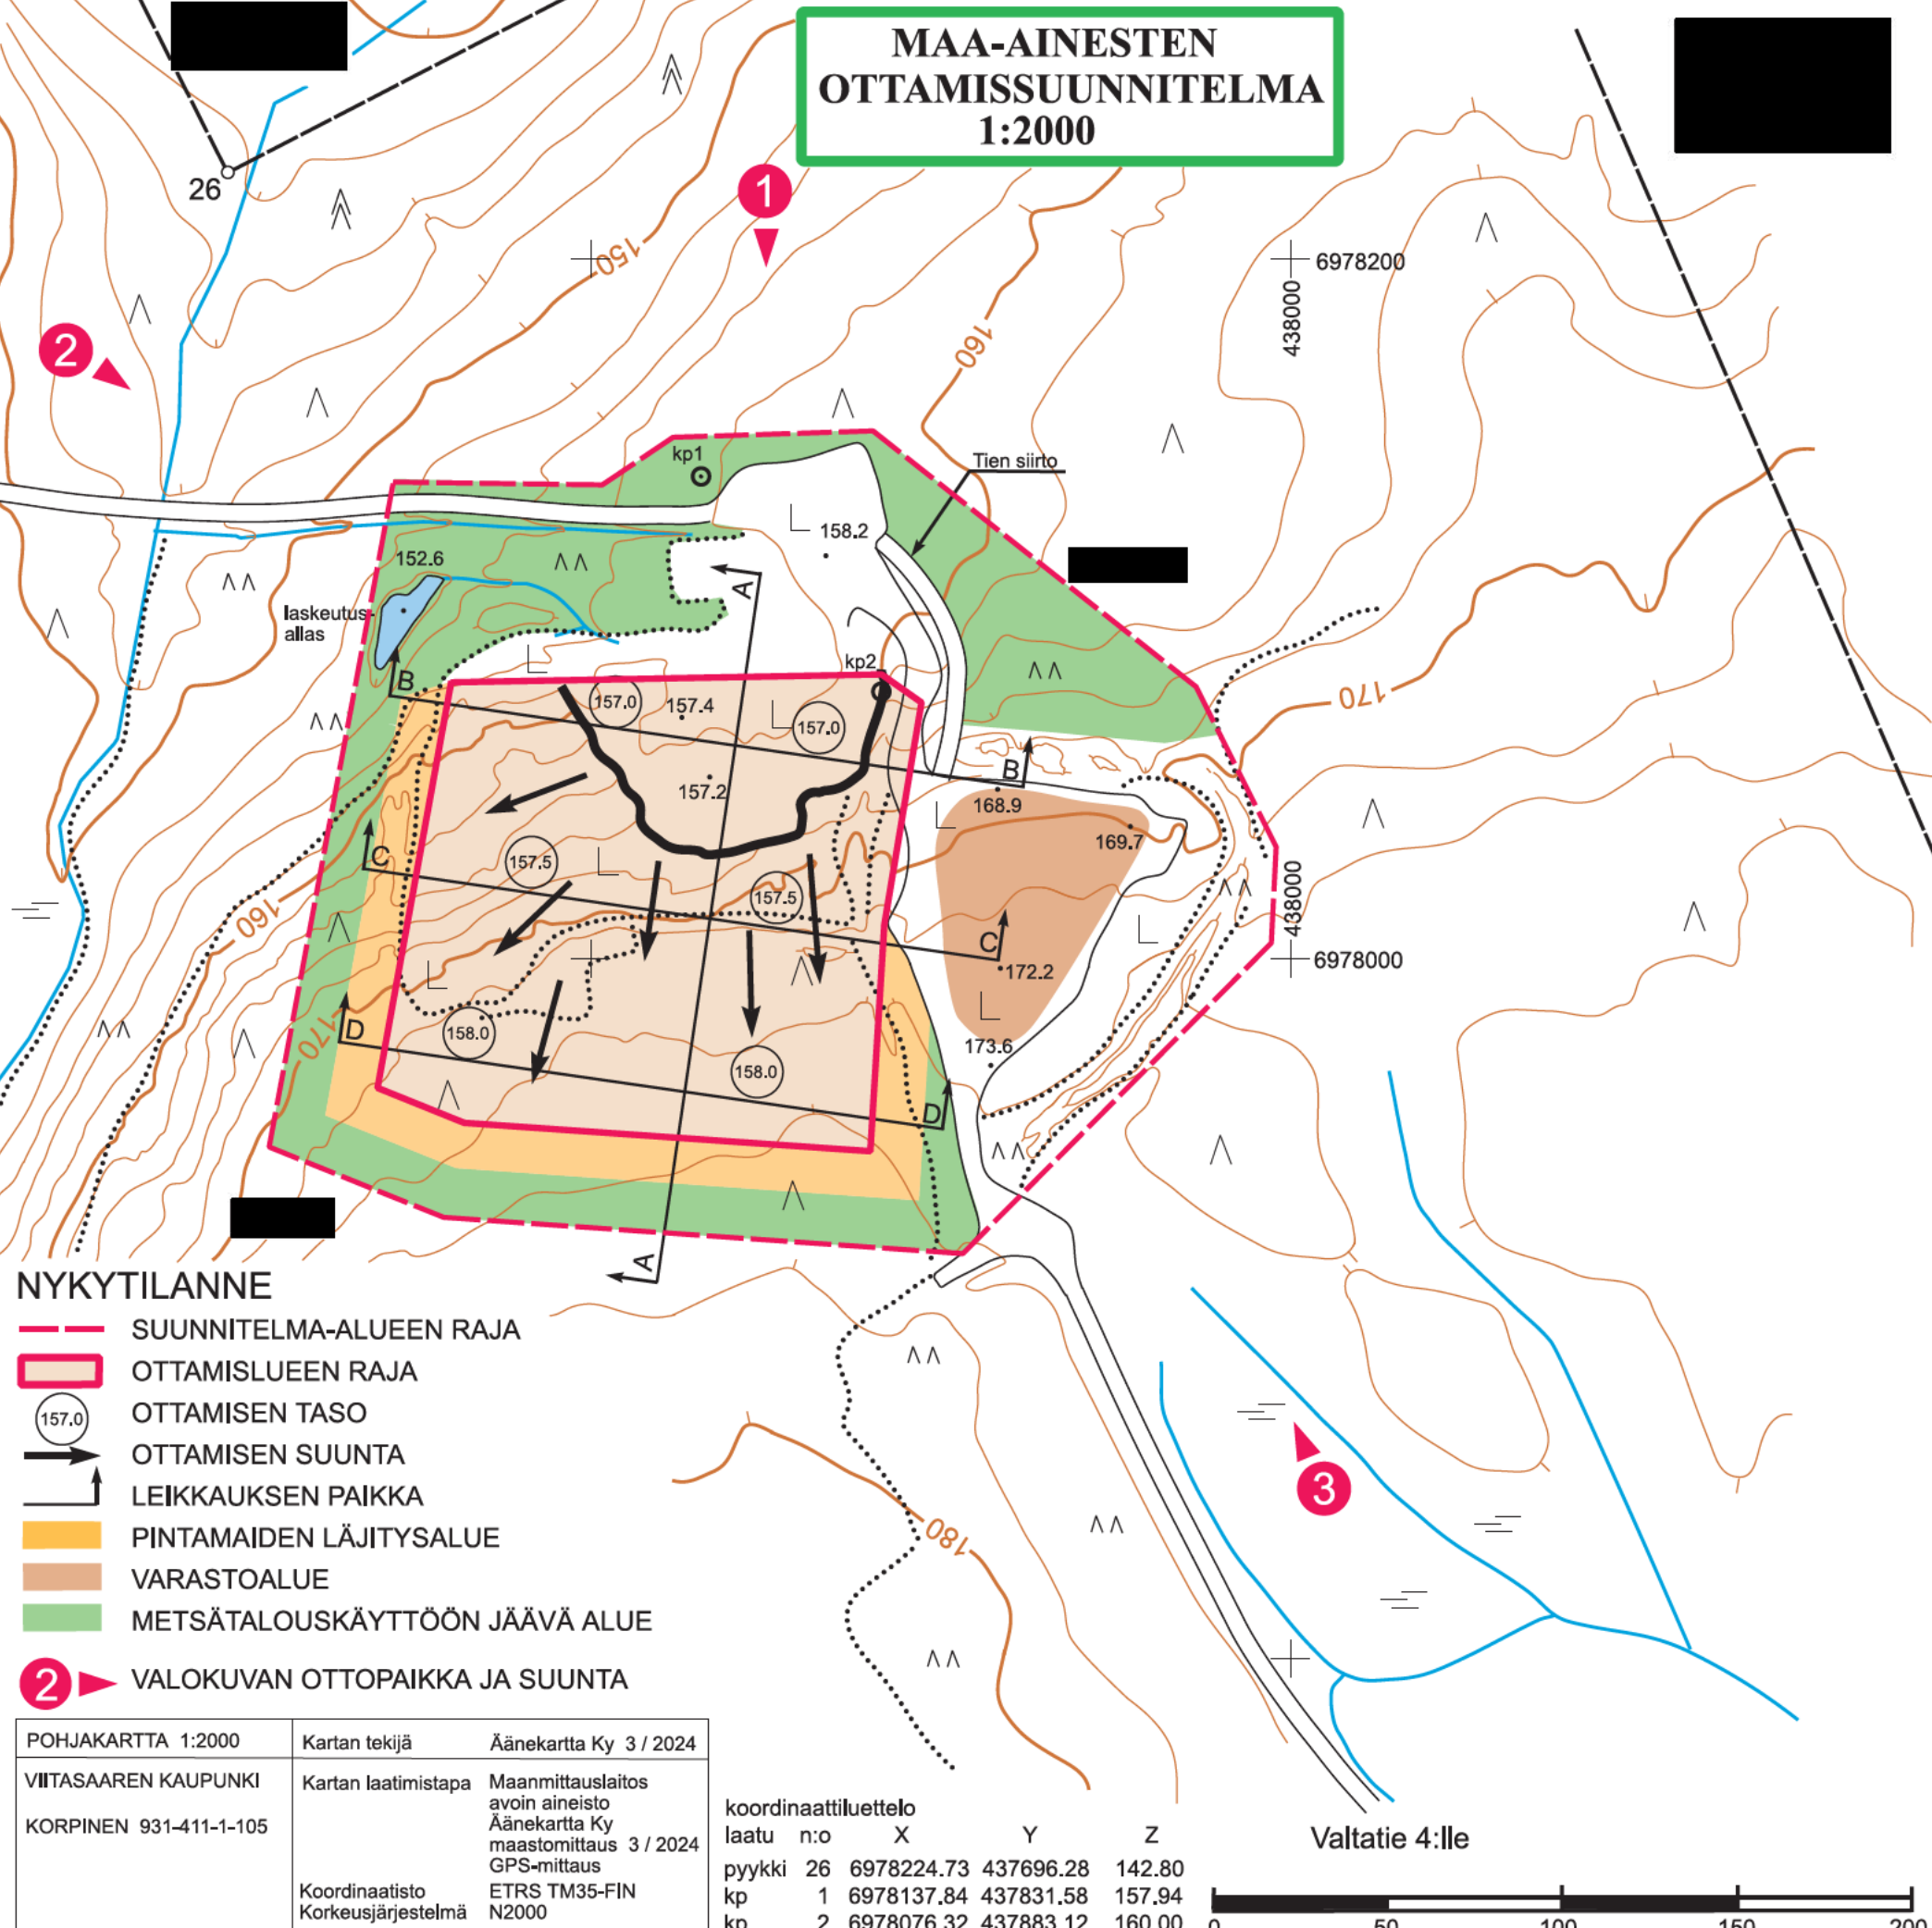 MAA-AINESTEN
OTTAMISSUUNNITELMA
1:2000
26
1
150
6978200
438000
160
2
kp1
Tien siirto
158.2
152.6
A
laskeutus-
allas
B
kp2
157.0
157.4
157.0
170
B
157.2
168.9
169.7
C
157.5
157.5
438000
160
C
172.2
6978000
158.0
D
170
173.6
158.0
D
A
NYKYTILANNE
SUUNNITELMA-ALUEEN RAJA
OTTAMISLUEEN RAJA
157.0 OTTAMISEN TASO
OTTAMISEN SUUNTA
LEIKKAUKSEN PAIKKA
PINTAMAIDEN LÄJITYSALUE
VARASTOALUE
METSÄTALOUSKÄYTTÖÖN JÄÄVÄ ALUE
2 VALOKUVAN OTTOPAIKKA JA SUUNTA
3
180
POHJAKARTTA 1:2000
Kartan tekijä Äänekartta Ky 3 / 2024
VIITASAAREN KAUPUNKI
KORPINEN 931-411-1-105
Kartan laatimistapa Maanmittauslaitos
avoin aineisto
Äänekartta Ky
maastomittaus 3 / 2024
GPS-mittaus
Koordinaatisto ETRS TM35-FIN
Korkeusjärjestelmä N2000
koordinaattiluettelo
laatu n:o X Y Z
pyykki 26 6978224.73 437696.28 142.80
kp 1 6978137.84 437831.58 157.94
kp 2 6978076.32 437883.12 160.00
Valtatie 4:lle
0 50 100 150 200